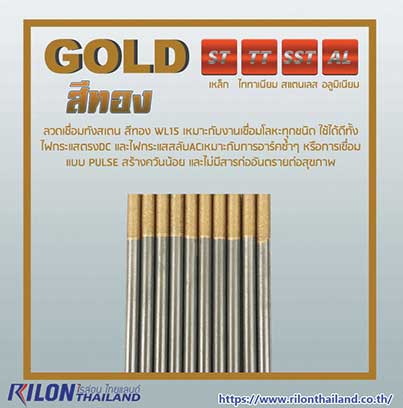 GOLD
สีทอง
ST TT SST AL
เหล็ก ไททาเนียม สแตนเลส อลูมิเนียม
ลวดเชื่อมทังสเตน สีทอง WL15 เหมาะกับงานเชื่อมโลหะทุกชนิด ใช้ได้ดีทั้ง
ไฟกระแสตรงDC และไฟกระแสสลับACเหมาะกับการอาร์คซ้ำๆ หรือการเชื่อม
แบบ PULSE สร้างควันน้อย และไม่มีสารก่ออันตรายต่อสุขภาพ
RILON ไรล่อน ไทยแลนด์
THAILAND
https://www.rilonthailand.co.th/